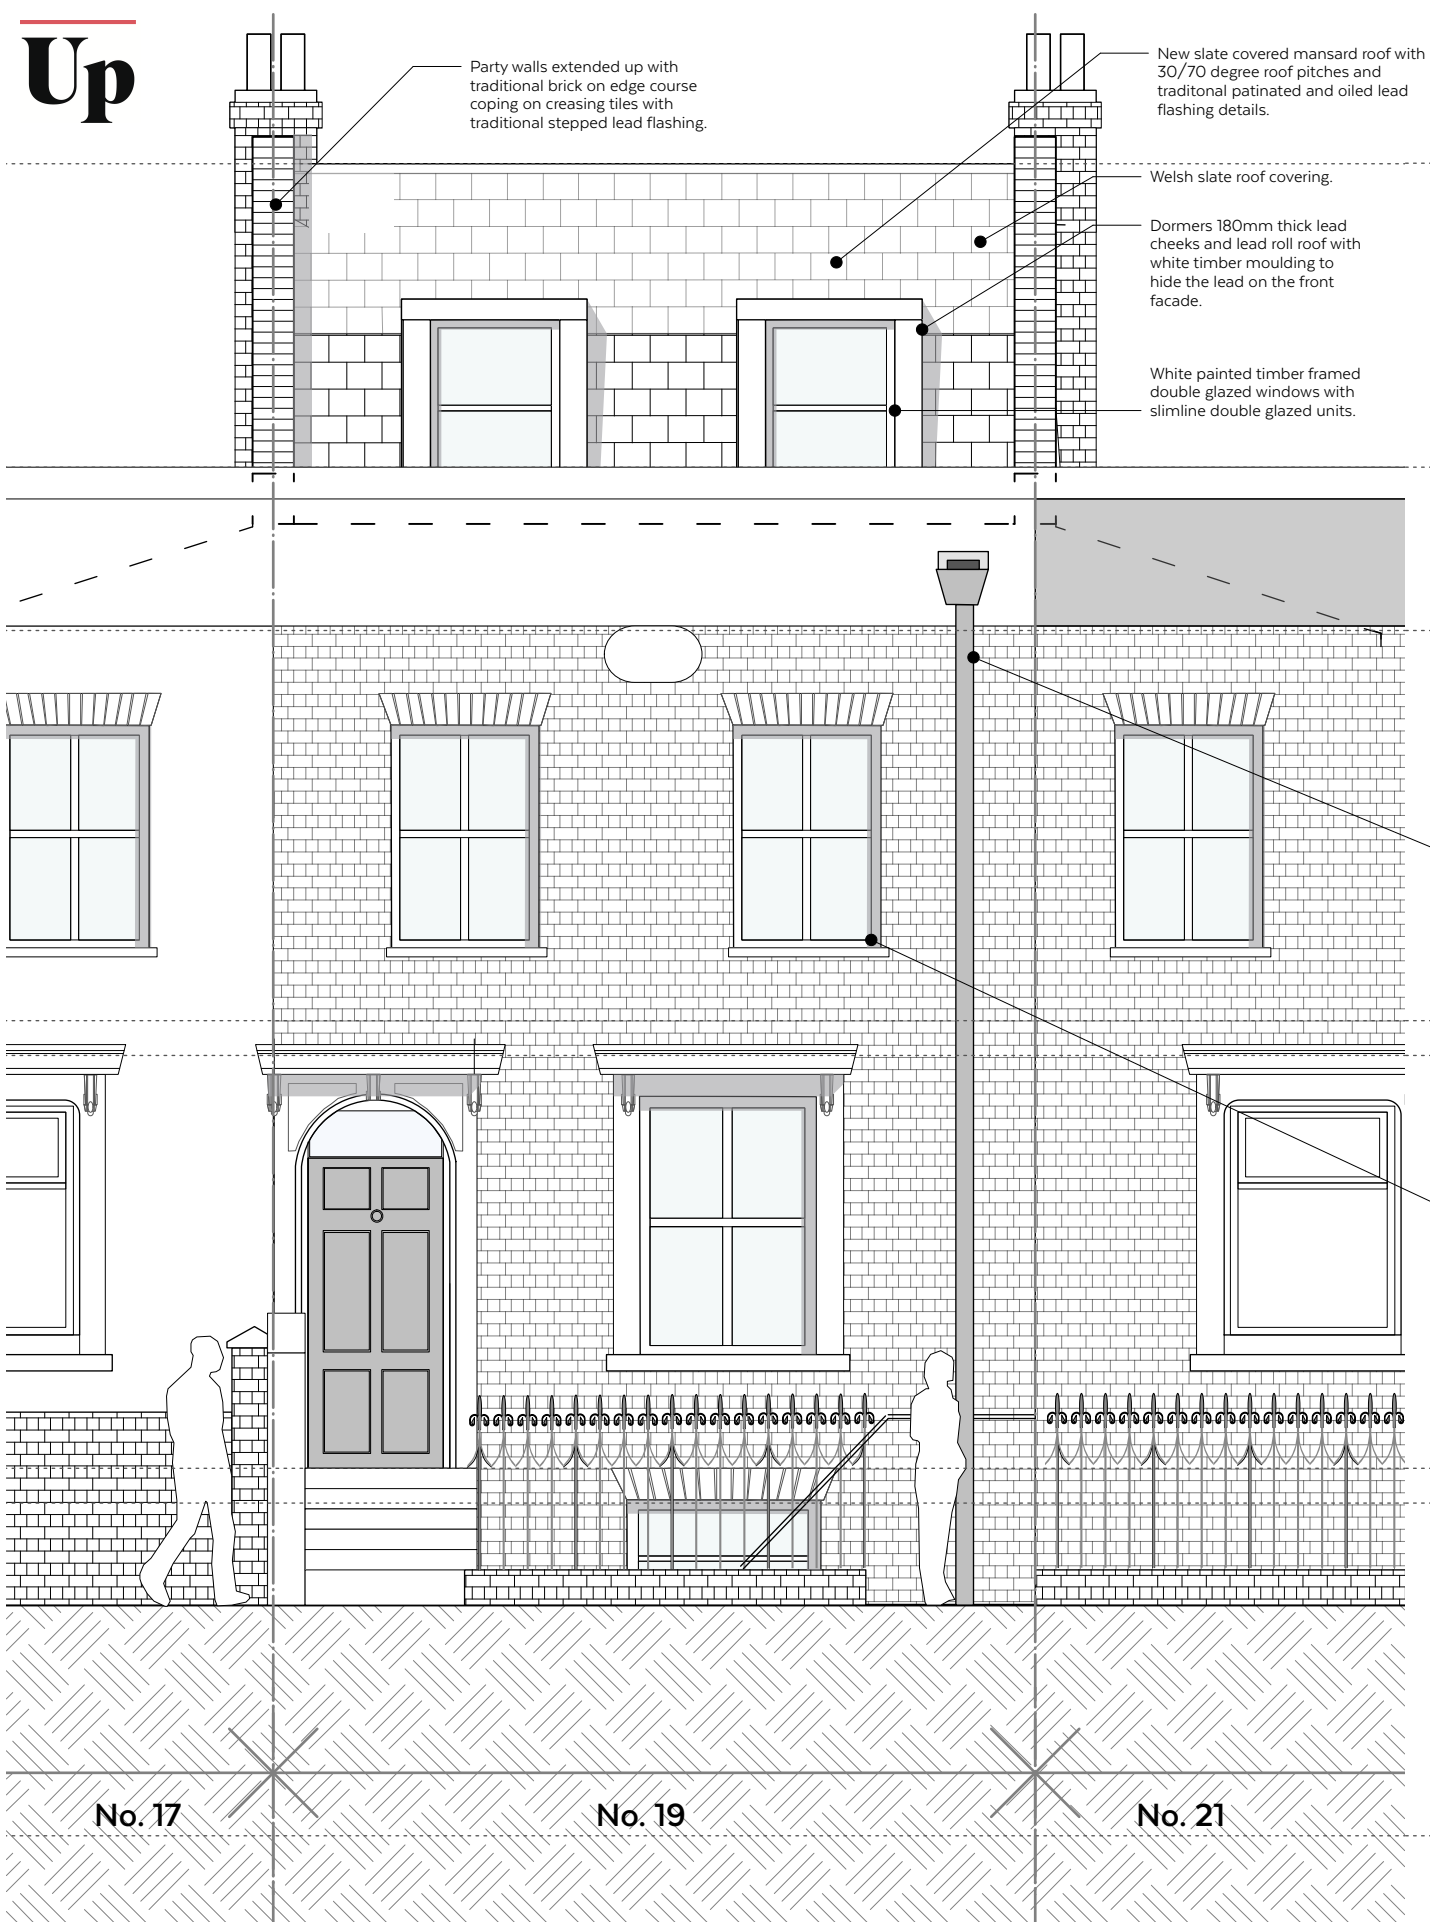 Up
Party walls extended up with
traditional brick on edge course
coping on creasing tiles with
traditional stepped lead flashing.
New slate covered mansard roof with
30/70 degree roof pitches and
traditonal patinated and oiled lead
flashing details.
Welsh slate roof covering.
Dormers 180mm thick lead
cheeks and lead roll roof with
white timber moulding to
hide the lead on the front
facade.
White painted timber framed
double glazed windows with
slimline double glazed units.
No. 17
No. 19
No. 21